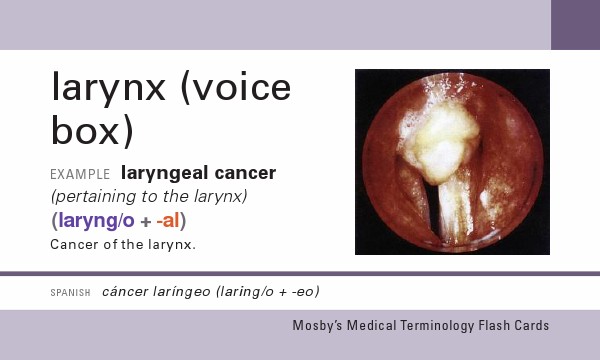 larynx (voice
box)
EXAMPLE laryngeal cancer
(pertaining to the larynx)
(laryng/o + -al)
Cancer of the larynx.
SPANISH cáncer laríngeo (laring/o + -eo)
Mosby's Medical Terminology Flash Cards